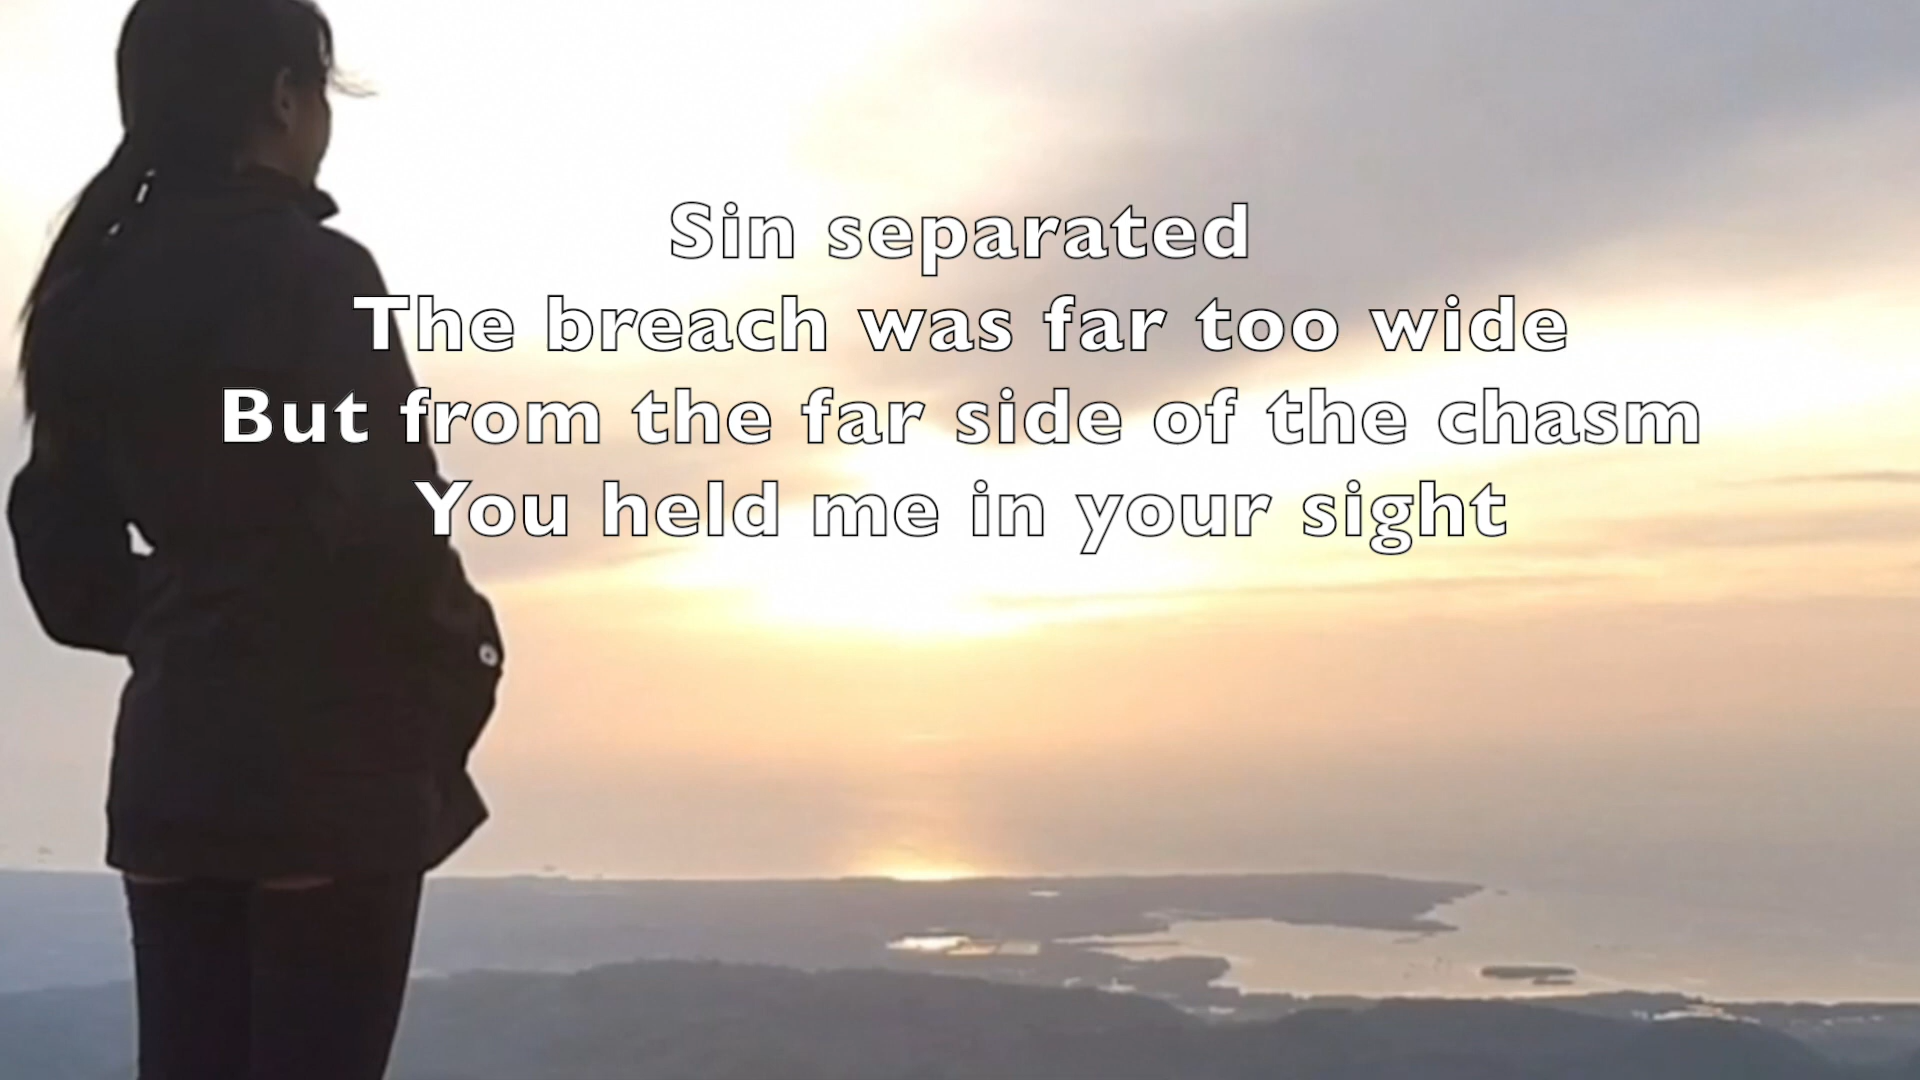 Sin separated
The breach was far too wide
But from the far side of the chasm
You held me in your sight